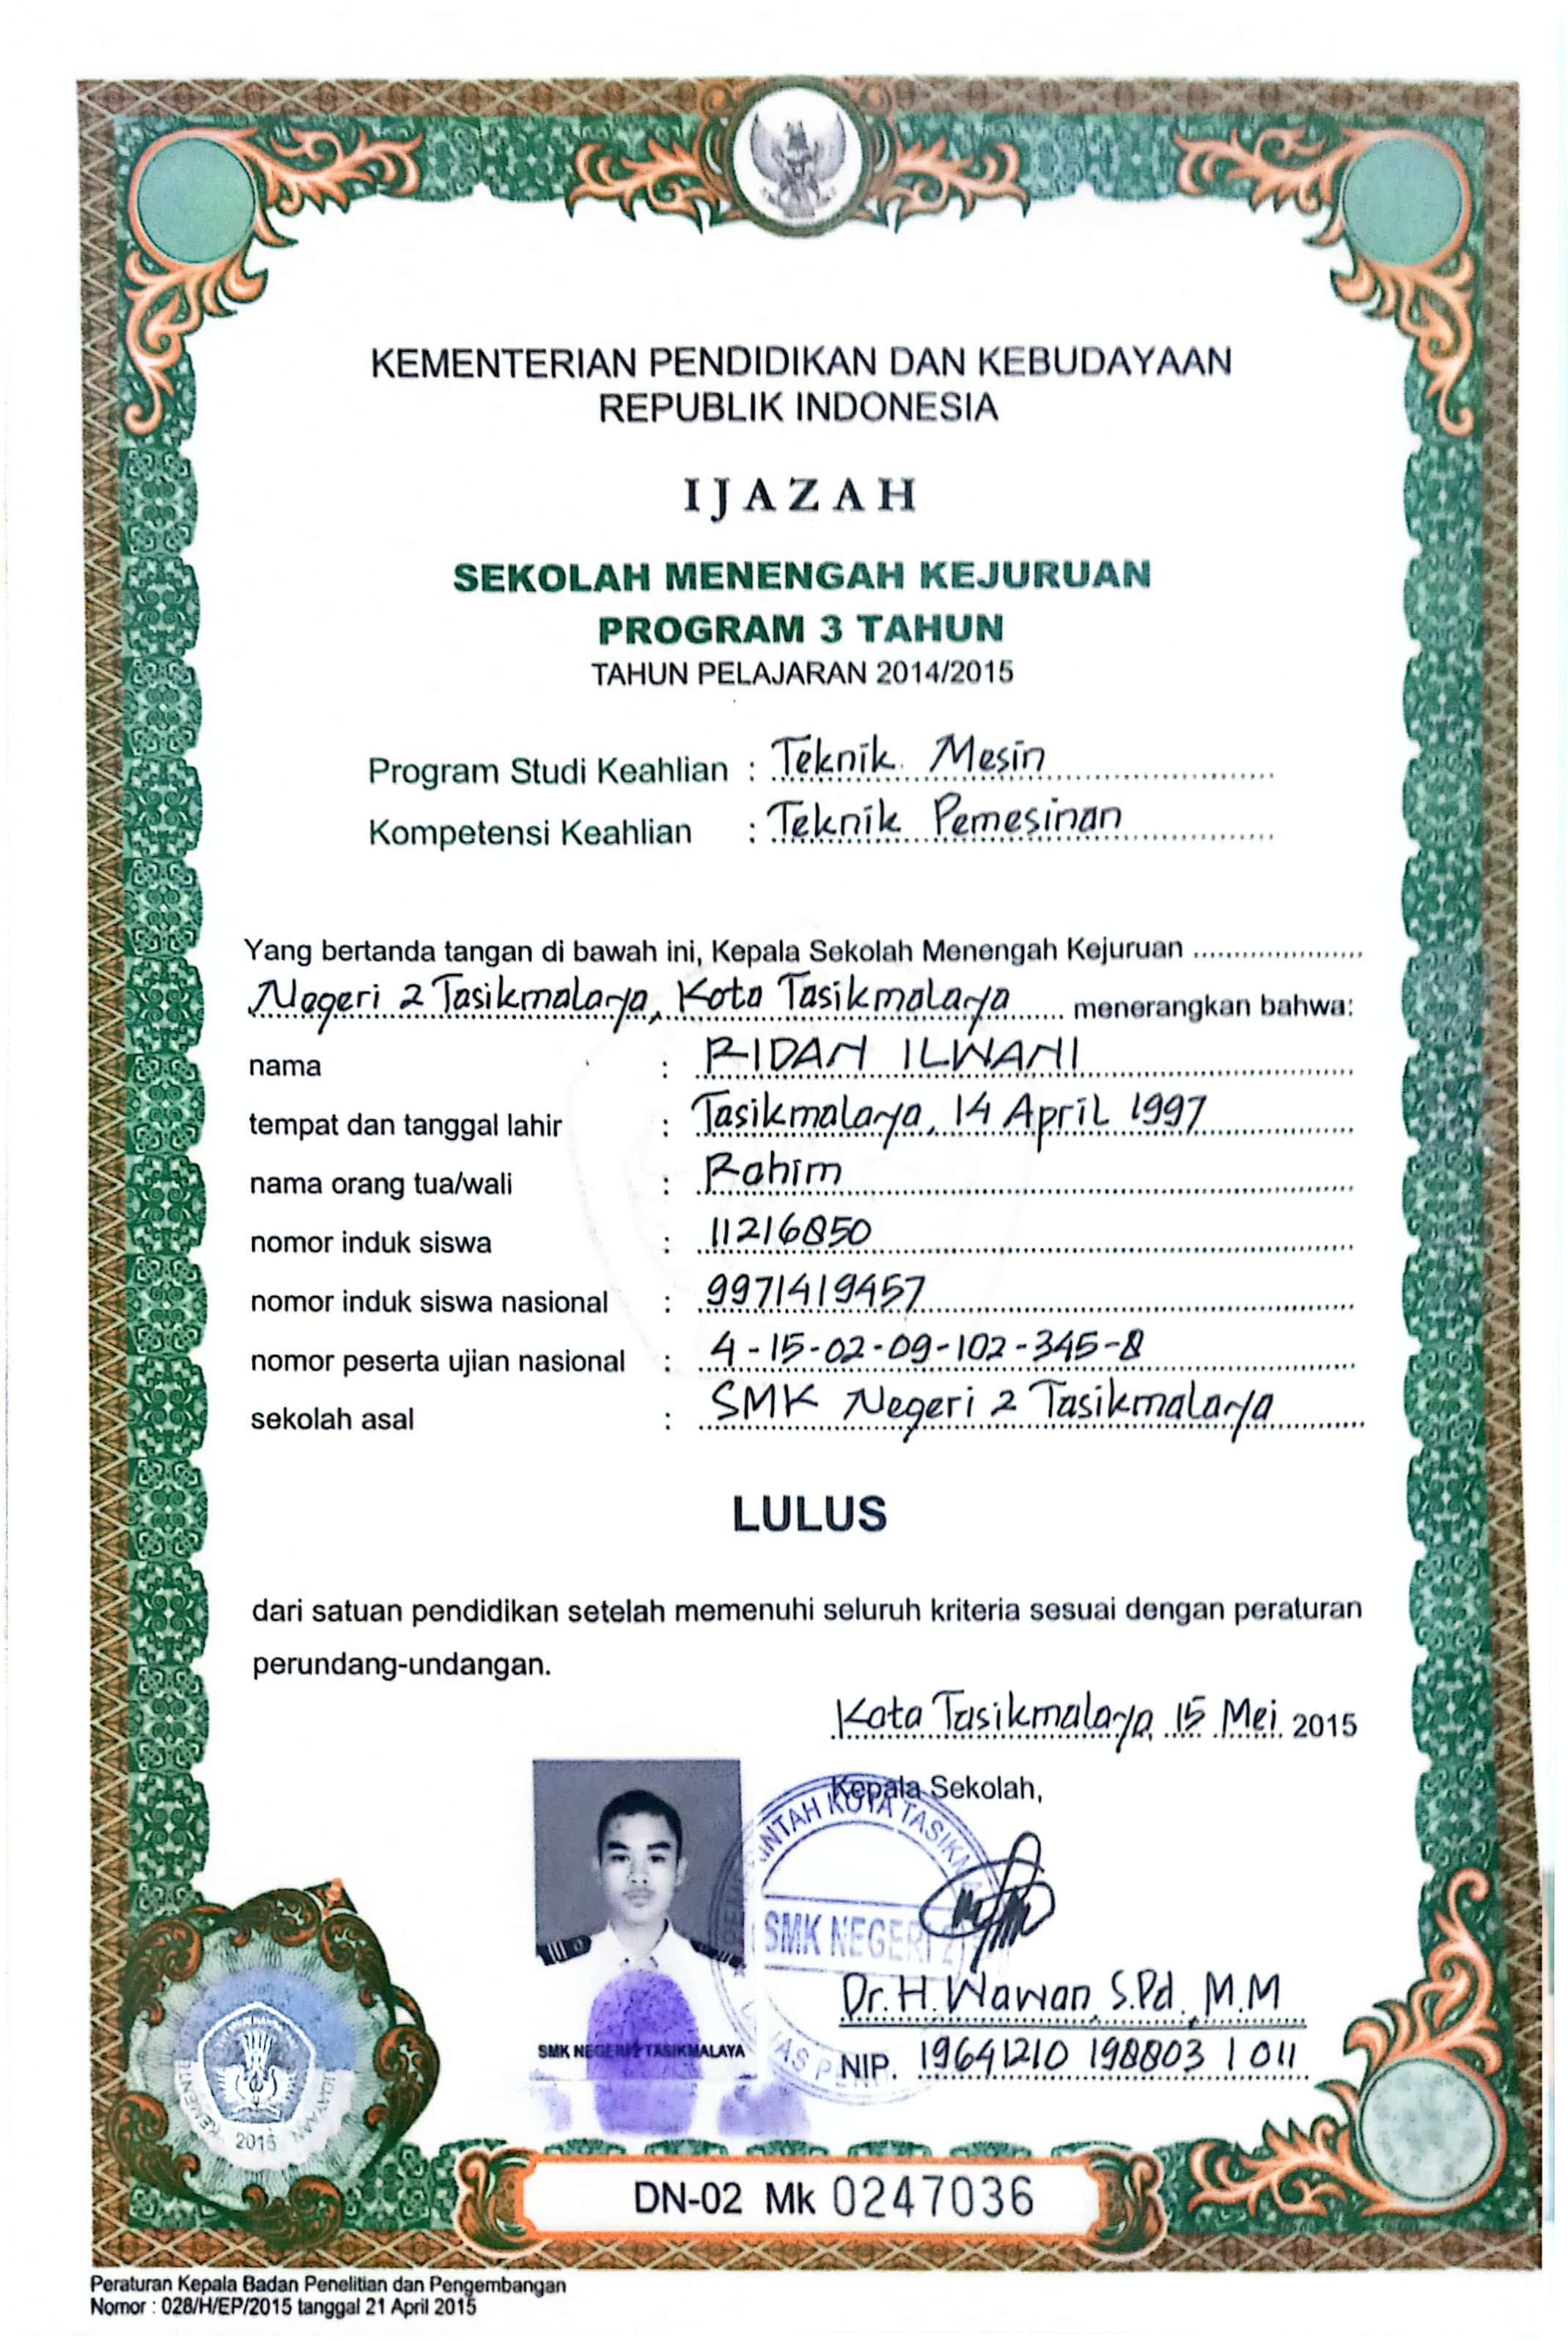 KEMENTERIAN PENDIDIKAN DAN KEBUDAYAAN
REPUBLIK INDONESIA
IJAZAH
SEKOLAH MENENGAH KEJURUAN
PROGRAM 3 TAHUN
TAHUN PELAJARAN 2014/2015
Program Studi Keahlian : Teknik Mesin
Kompetensi Keahlian : Teknik Pemesinan
Yang bertanda tangan di bawah ini, Kepala Sekolah Menengah Kejuruan
Negeri 2 Tasikmalaya, Kota Tasikmalaya menerangkan bahwa:
nama : RIDAN ILWANI
tempat dan tanggal lahir : Tasikmalaya, 14 April 1997
nama orang tua/wali : Rohim
nomor induk siswa : 11216850
nomor induk siswa nasional : 9971419457
nomor peserta ujian nasional : 4-15-02-09-102-345-8
sekolah asal : SMK Negeri 2 Tasikmalaya
LULUS
dari satuan pendidikan setelah memenuhi seluruh kriteria sesuai dengan peraturan
perundang-undangan.
Kota Tasikmalaya, 15 Mei 2015
Kepala Sekolah,
KOTA
SMK NEGERI 2
Dr. H. Wawan, S.Pd., M.M
SMK NEGERI 2 TASIKMALAYA
NIP. 19641210 198803 1 011
2015
DN-02 Mk 0247036
Peraturan Kepala Badan Penelitian dan Pengembangan
Nomor : 028/H/EP/2015 tanggal 21 April 2015